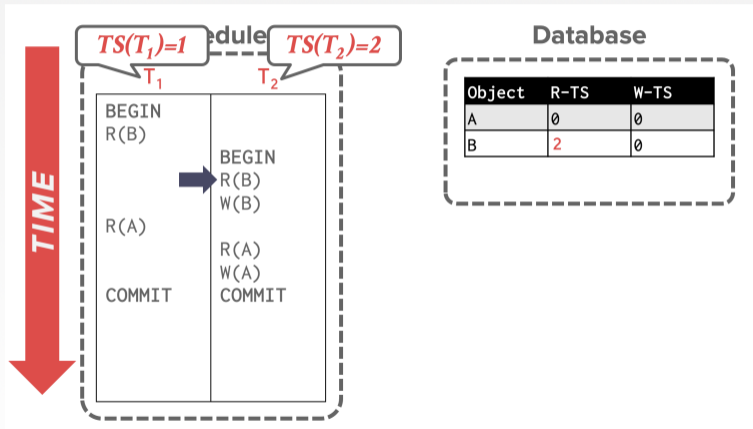 TS(T1)=1
edule
TS(T2)=2
T1
T2
BEGIN
R(B)
BEGIN
R(B)
W(B)
R(A)
R(A)
W(A)
COMMIT
COMMIT
TIME
Database
Object R-TS W-TS
A 0 0
B 2 0